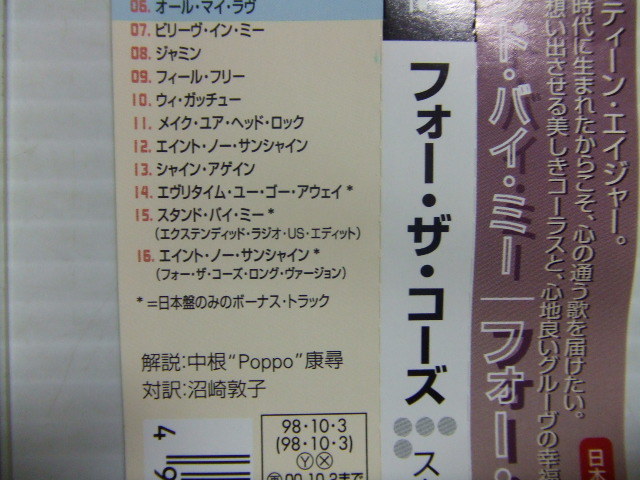 06. オール・マイ・ラヴ
07. ビリーヴ・イン・ミー
08. ジャミン
09. フィール・フリー
10. ウィ・ガッチュー
11. メイク・ユア・ヘッド・ロック
12. エイント・ノー・サンシャイン
13. シャイン・アゲイン
14. エヴリタイム・ユー・ゴー・アウェイ*
15. スタンド・バイ・ミー*
(エクステンディッド・ラジオ・US・エディット)
16. エイント・ノー・サンシャイン*
(フォー・ザ・コーズ・ロング・ヴァージョン)
*=日本盤のみのボーナス・トラック
解説:中根“Poppo”康尋
対訳:沼崎敦子
4 9
98・10・3
(98・10・3)
Ⓨ Ⓧ
00・10・2まで
フォー・ザ・コーズ
ス
ド・バイ・ミー|フォー・
ティーン・エイジャー。
時代に生まれたからこそ、心の通う歌を届けたい。
想い出させる美しきコーラスと、心地良いグルーヴの幸福
日本